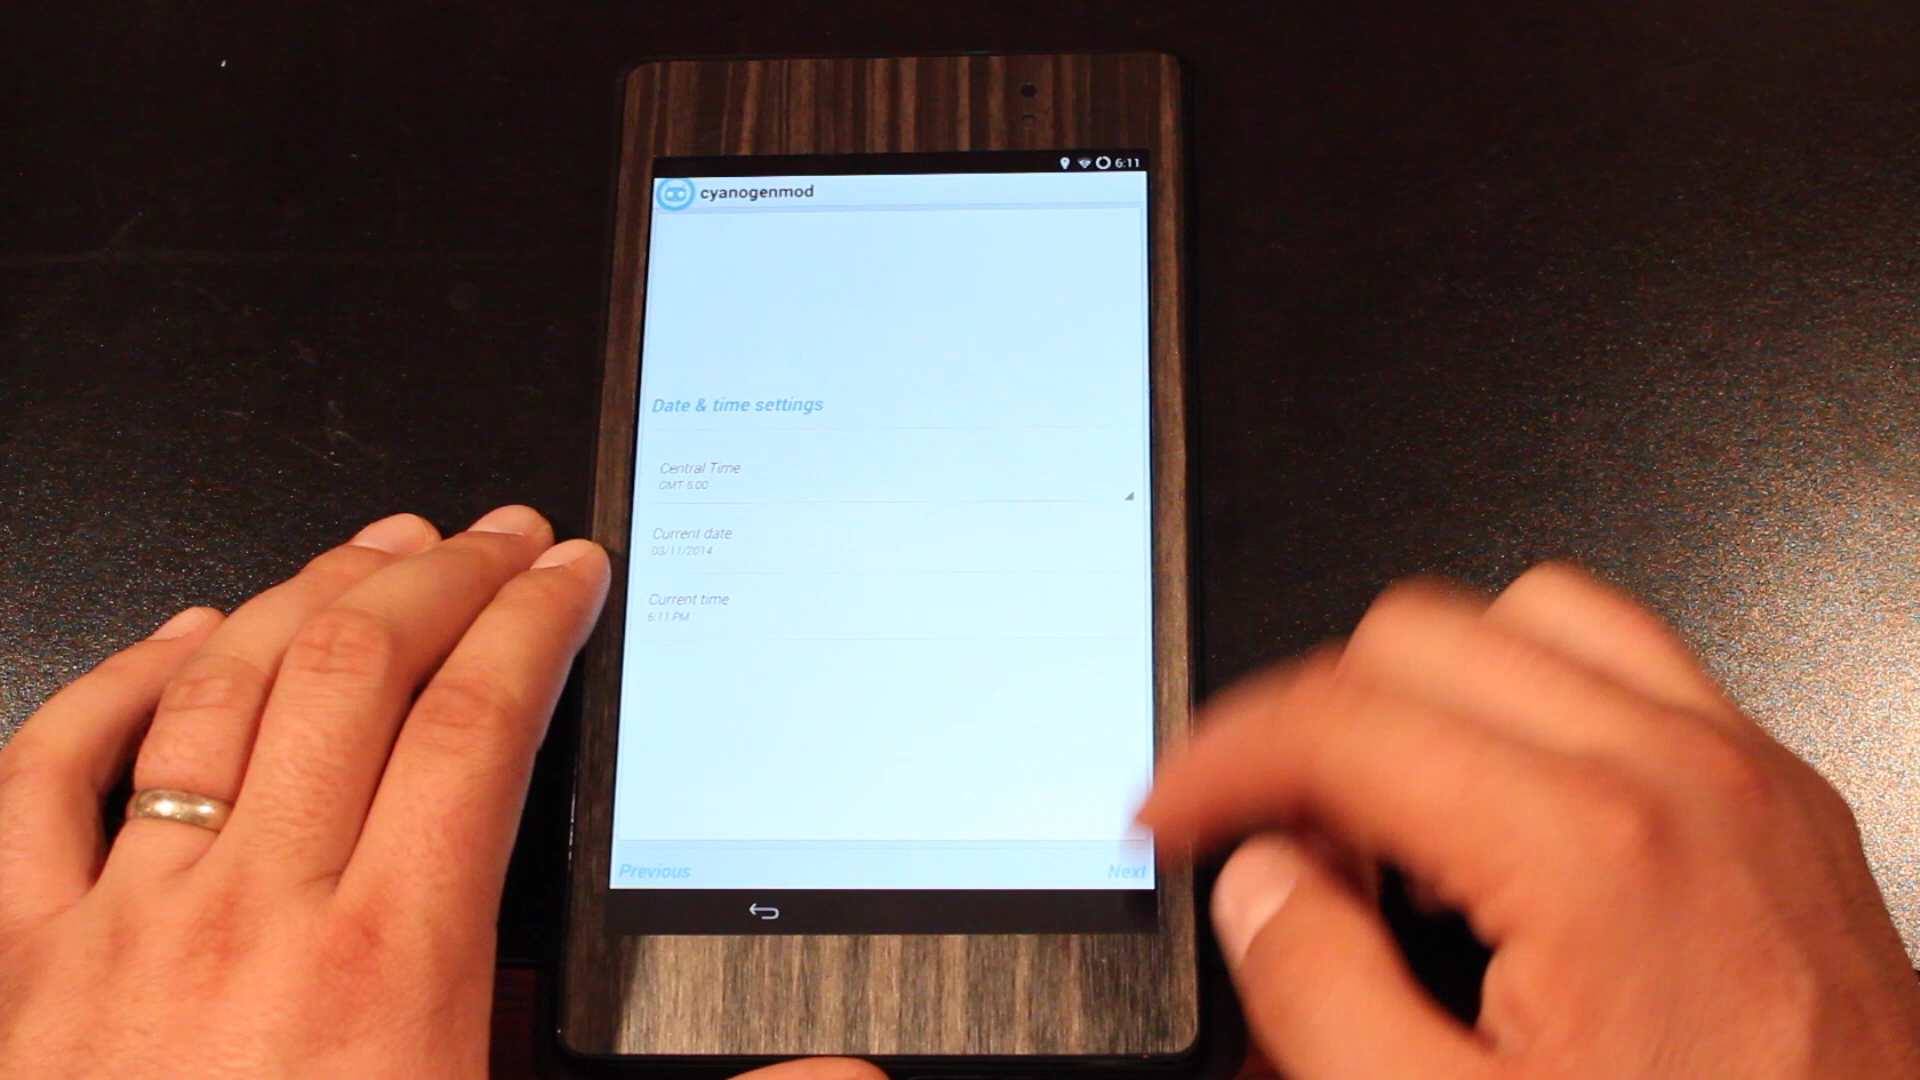 6:11
cyanogenmod
Date & time settings
Central Time
GMT-5:00
Current date
03/11/2014
Current time
6:11 PM
Previous
Next